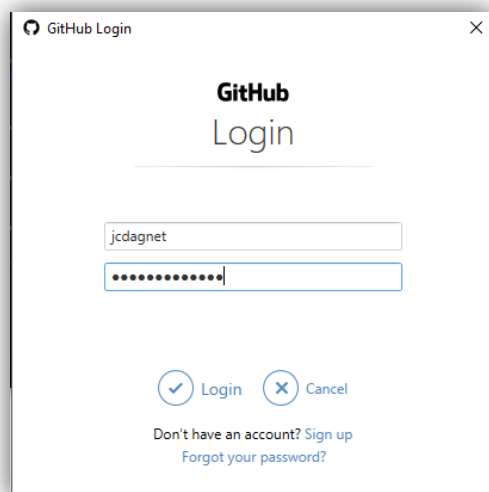 GitHub Login
GitHub
Login
jcdagnet
●●●●●●●●●●●●●
Login Cancel
Don't have an account? Sign up
Forgot your password?